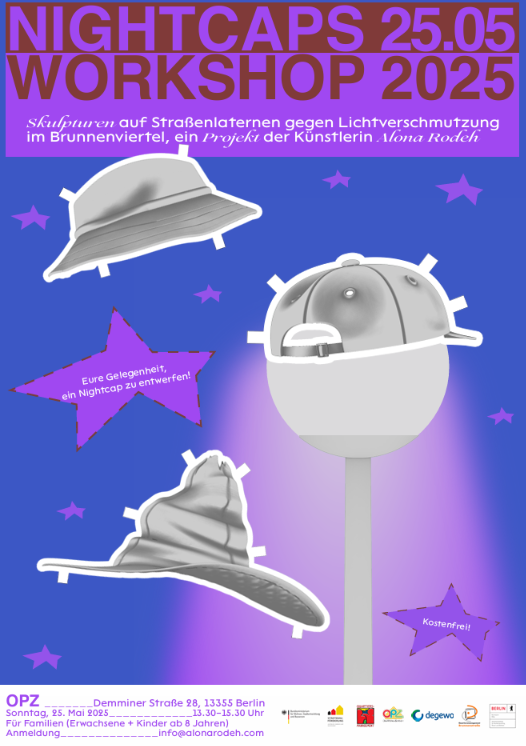 NIGHTCAPS 25.05
WORKSHOP 2025
Skulpturen auf Straßenlaternen gegen Lichtverschmutzung
im Brunnenviertel, ein Projekt der Künstlerin Alona Rodeh
Eure Gelegenheit,
ein Nightcap zu entwerfen!
Kostenfrei!
OPZ _______Demminer Straße 28, 13355 Berlin
Sonntag, 25. Mai 2025____________13.30-15.30 Uhr
Für Familien (Erwachsene + Kinder ab 8 Jahren)
Anmeldung______________info@alonarodeh.com
degewo
BERLIN